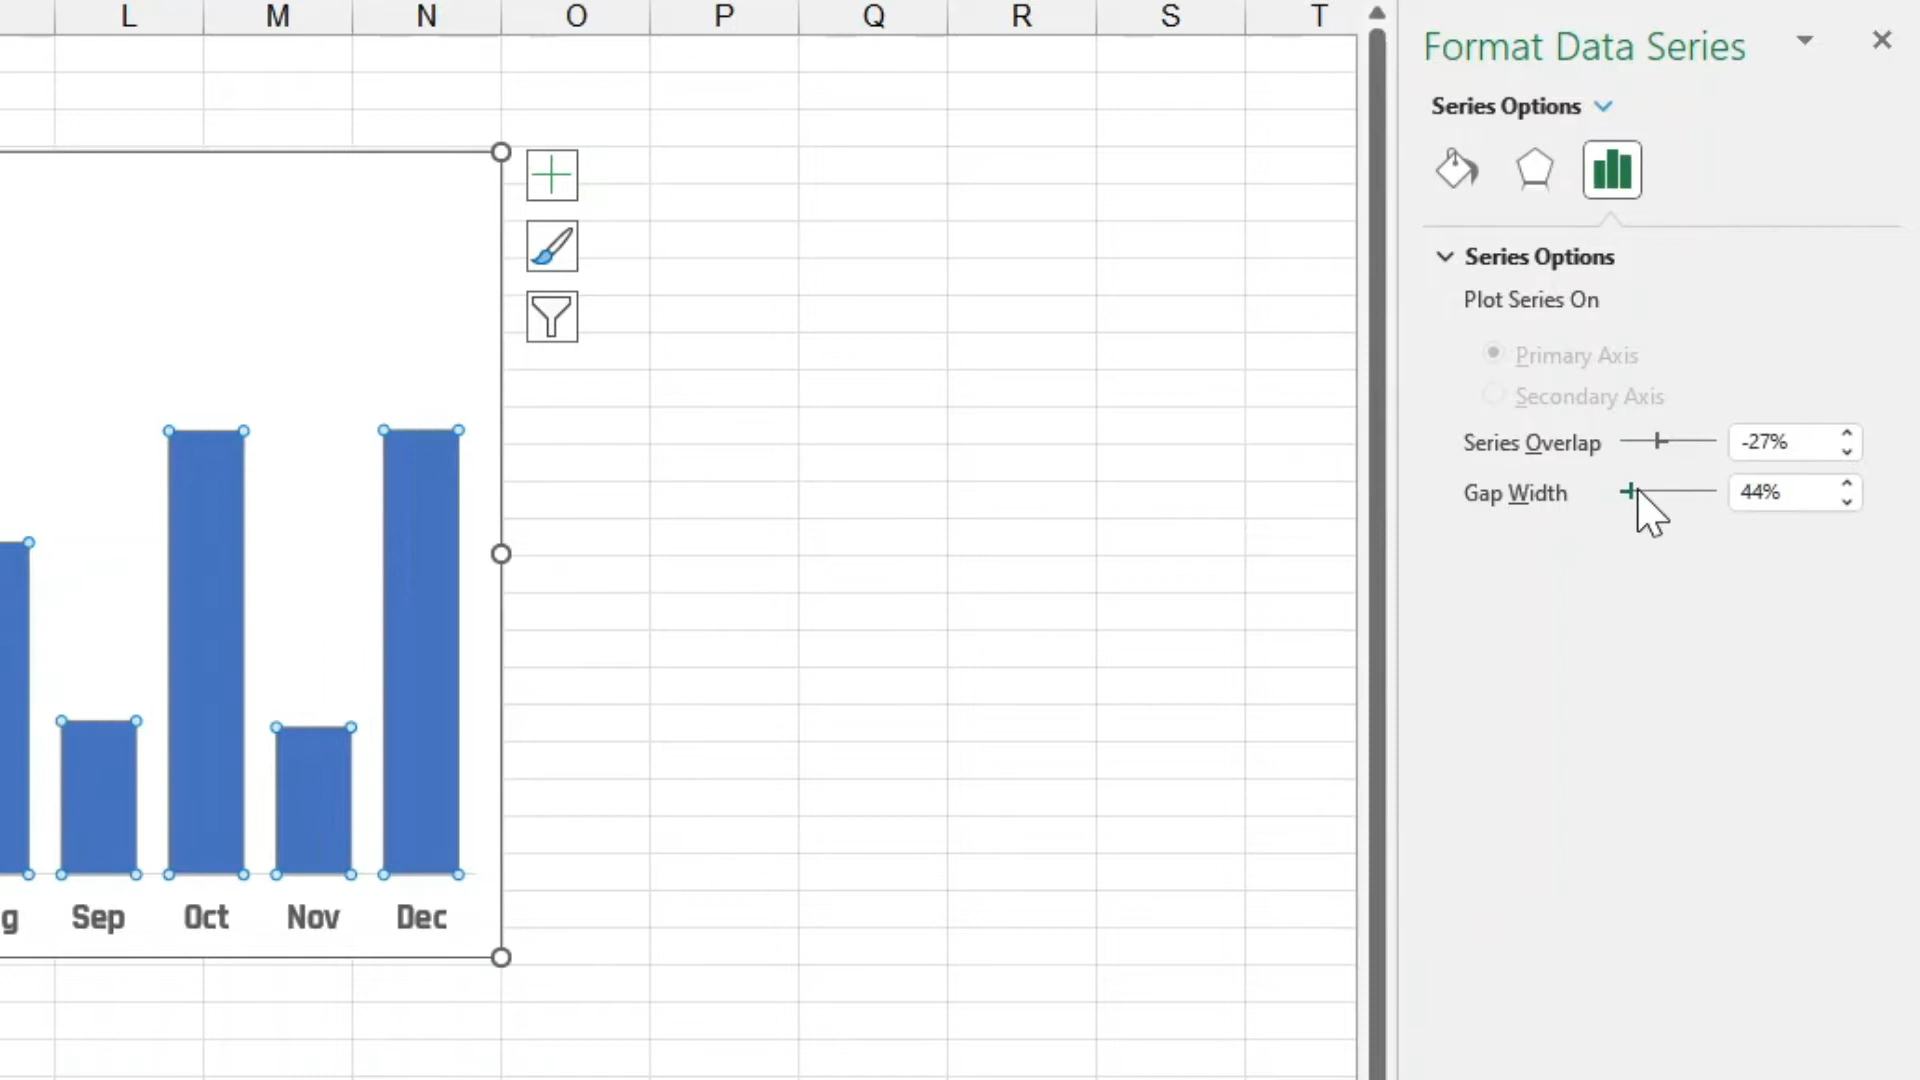 L M N O P Q R S T
Format Data Series
Series Options
Series Options
Plot Series On
Primary Axis
Secondary Axis
Series Overlap -27%
Gap Width 44%
g Sep Oct Nov Dec